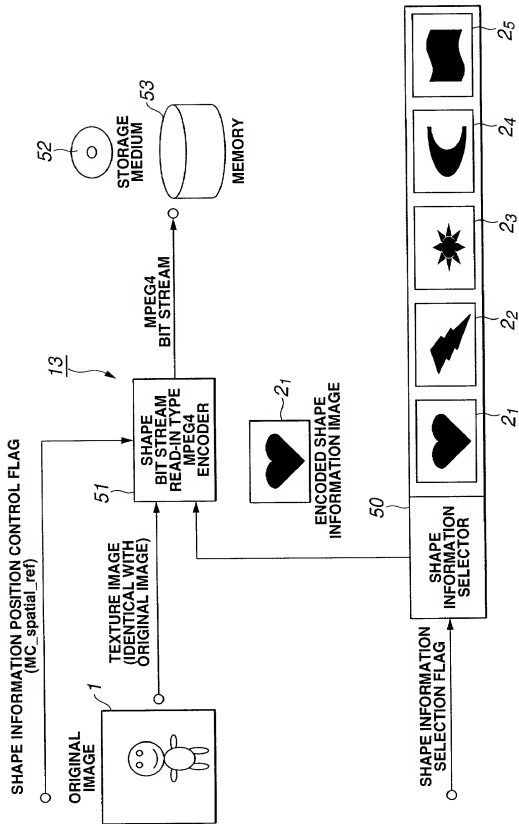 SHAPE INFORMATION POSITION CONTROL FLAG
(MC_spatial_ref)
ORIGINAL
IMAGE
1
TEXTURE IMAGE
(IDENTICAL WITH
ORIGINAL IMAGE)
13
51
SHAPE
BIT STREAM
READ-IN TYPE
MPEG4
ENCODER
MPEG4
BIT STREAM
52
STORAGE
MEDIUM
53
MEMORY
21
ENCODED SHAPE
INFORMATION IMAGE
SHAPE INFORMATION
SELECTION FLAG
50
SHAPE
INFORMATION
SELECTOR
21
22
23
24
25